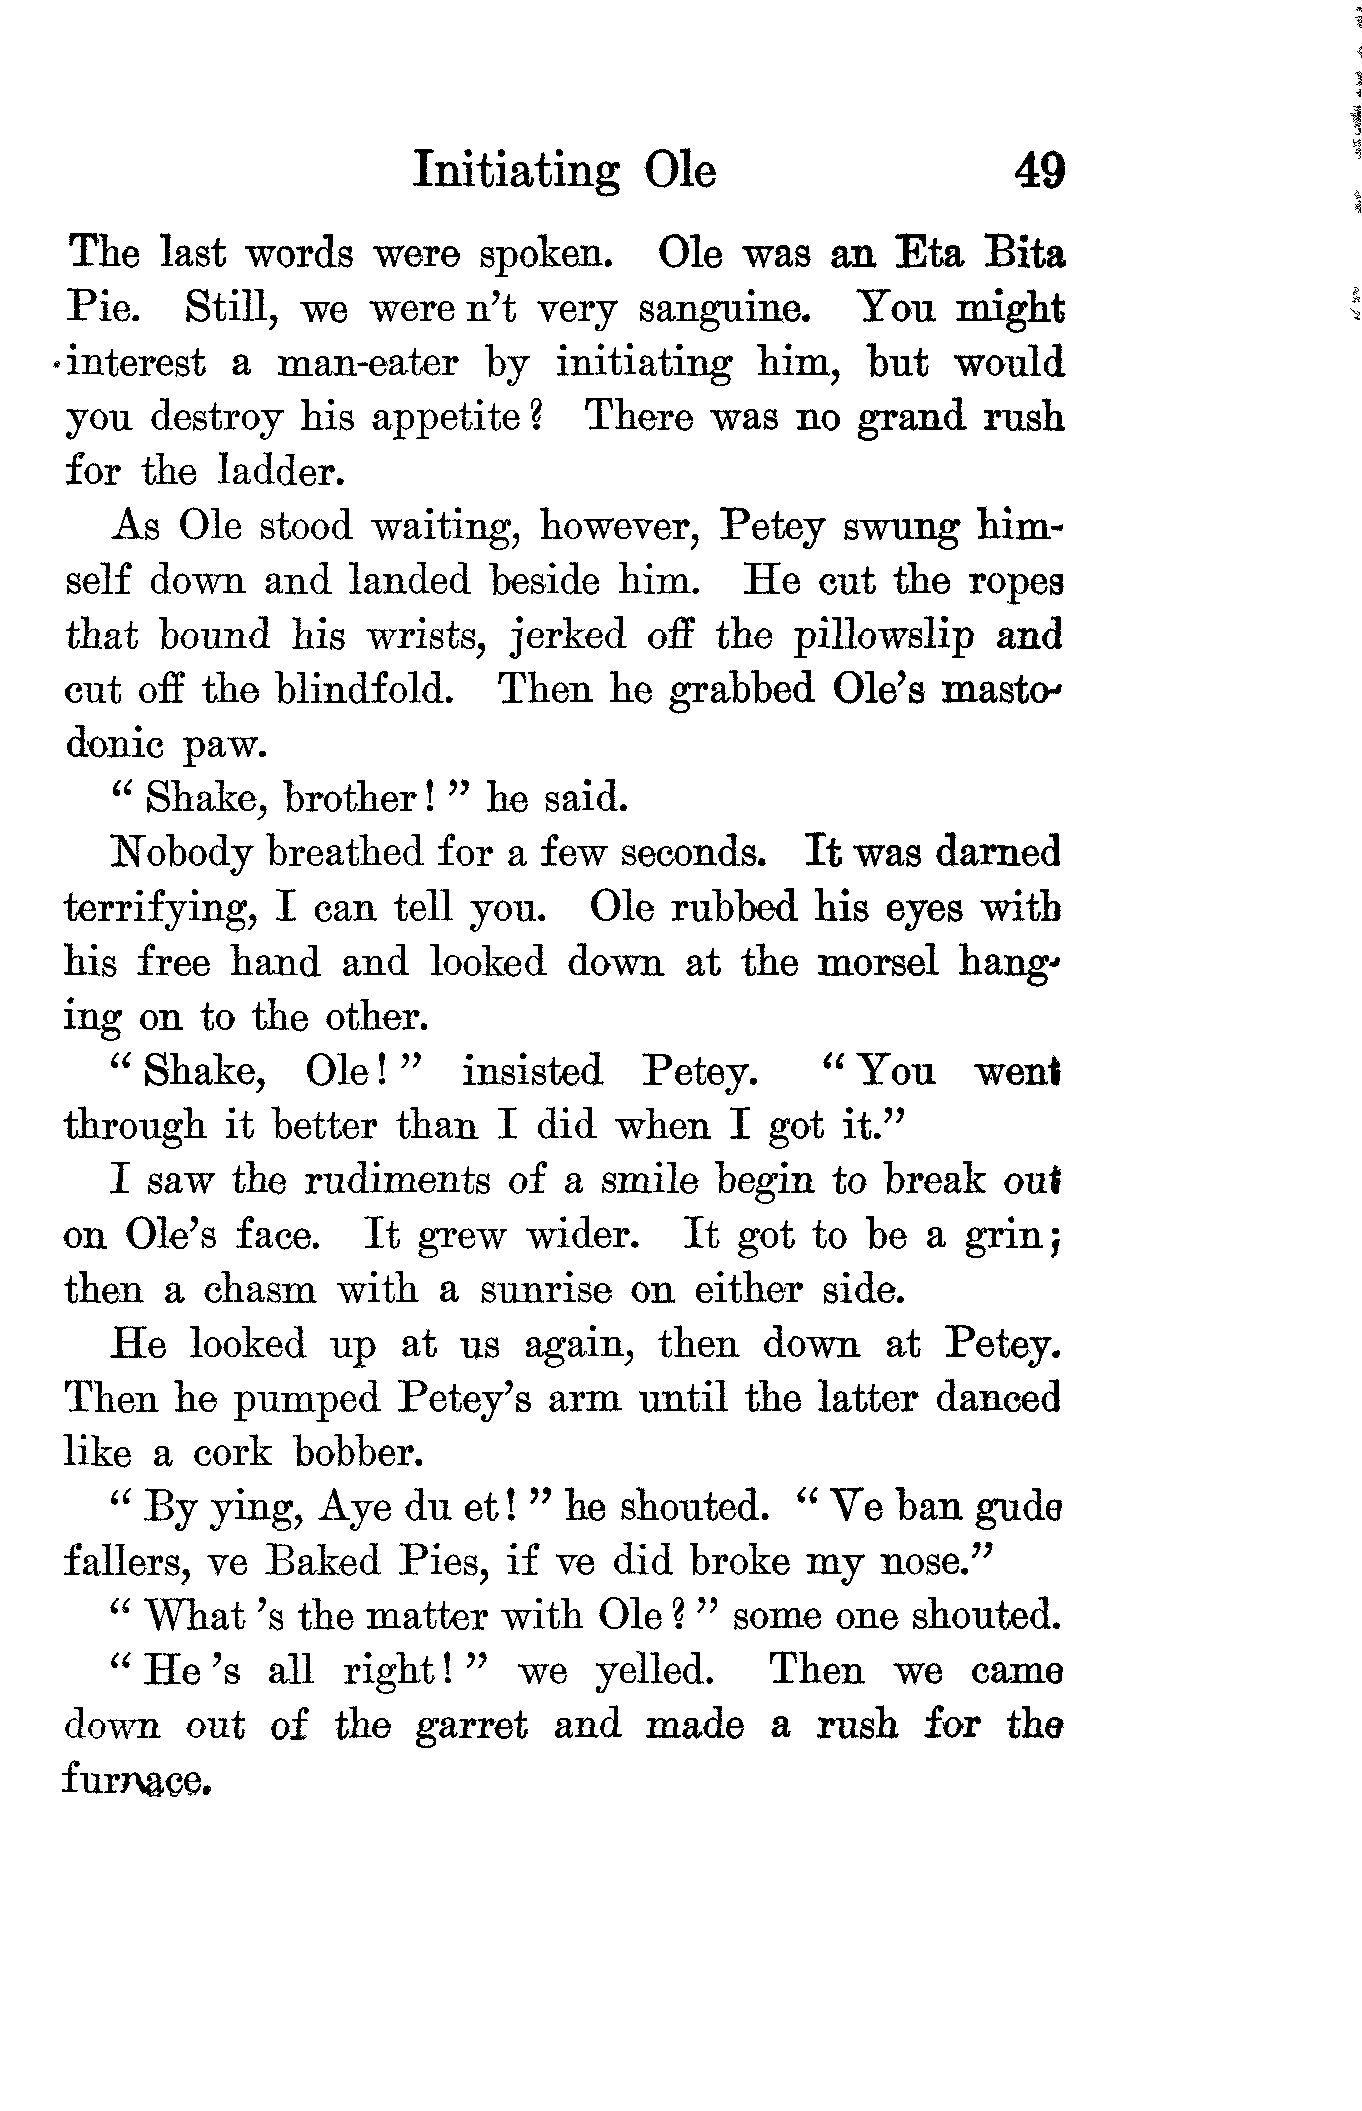 Initiating Ole 49
The last words were spoken. Ole was an Eta Bita
Pie. Still, we were n't very sanguine. You might
interest a man-eater by initiating him, but would
you destroy his appetite? There was no grand rush
for the ladder.
As Ole stood waiting, however, Petey swung him-
self down and landed beside him. He cut the ropes
that bound his wrists, jerked off the pillowslip and
cut off the blindfold. Then he grabbed Ole's masto-
donic paw.
"Shake, brother!" he said.
Nobody breathed for a few seconds. It was darned
terrifying, I can tell you. Ole rubbed his eyes with
his free hand and looked down at the morsel hang-
ing on to the other.
"Shake, Ole!" insisted Petey. "You went
through it better than I did when I got it."
I saw the rudiments of a smile begin to break out
on Ole's face. It grew wider. It got to be a grin;
then a chasm with a sunrise on either side.
He looked up at us again, then down at Petey.
Then he pumped Petey's arm until the latter danced
like a cork bobber.
"By ying, Aye du et!" he shouted. "Ve ban gude
fallers, ve Baked Pies, if ve did broke my nose."
"What 's the matter with Ole?" some one shouted.
"He 's all right!" we yelled. Then we came
down out of the garret and made a rush for the
furnace.